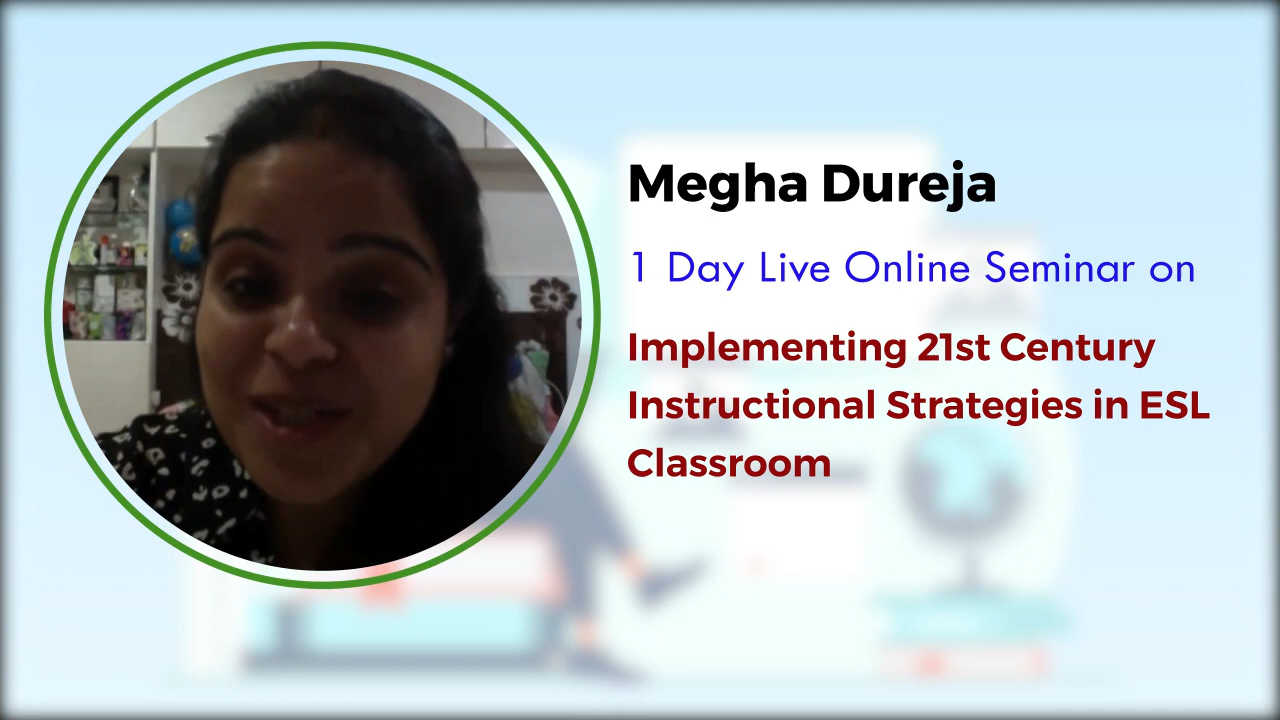 Megha Dureja
1 Day Live Online Seminar on
Implementing 21st Century
Instructional Strategies in ESL
Classroom